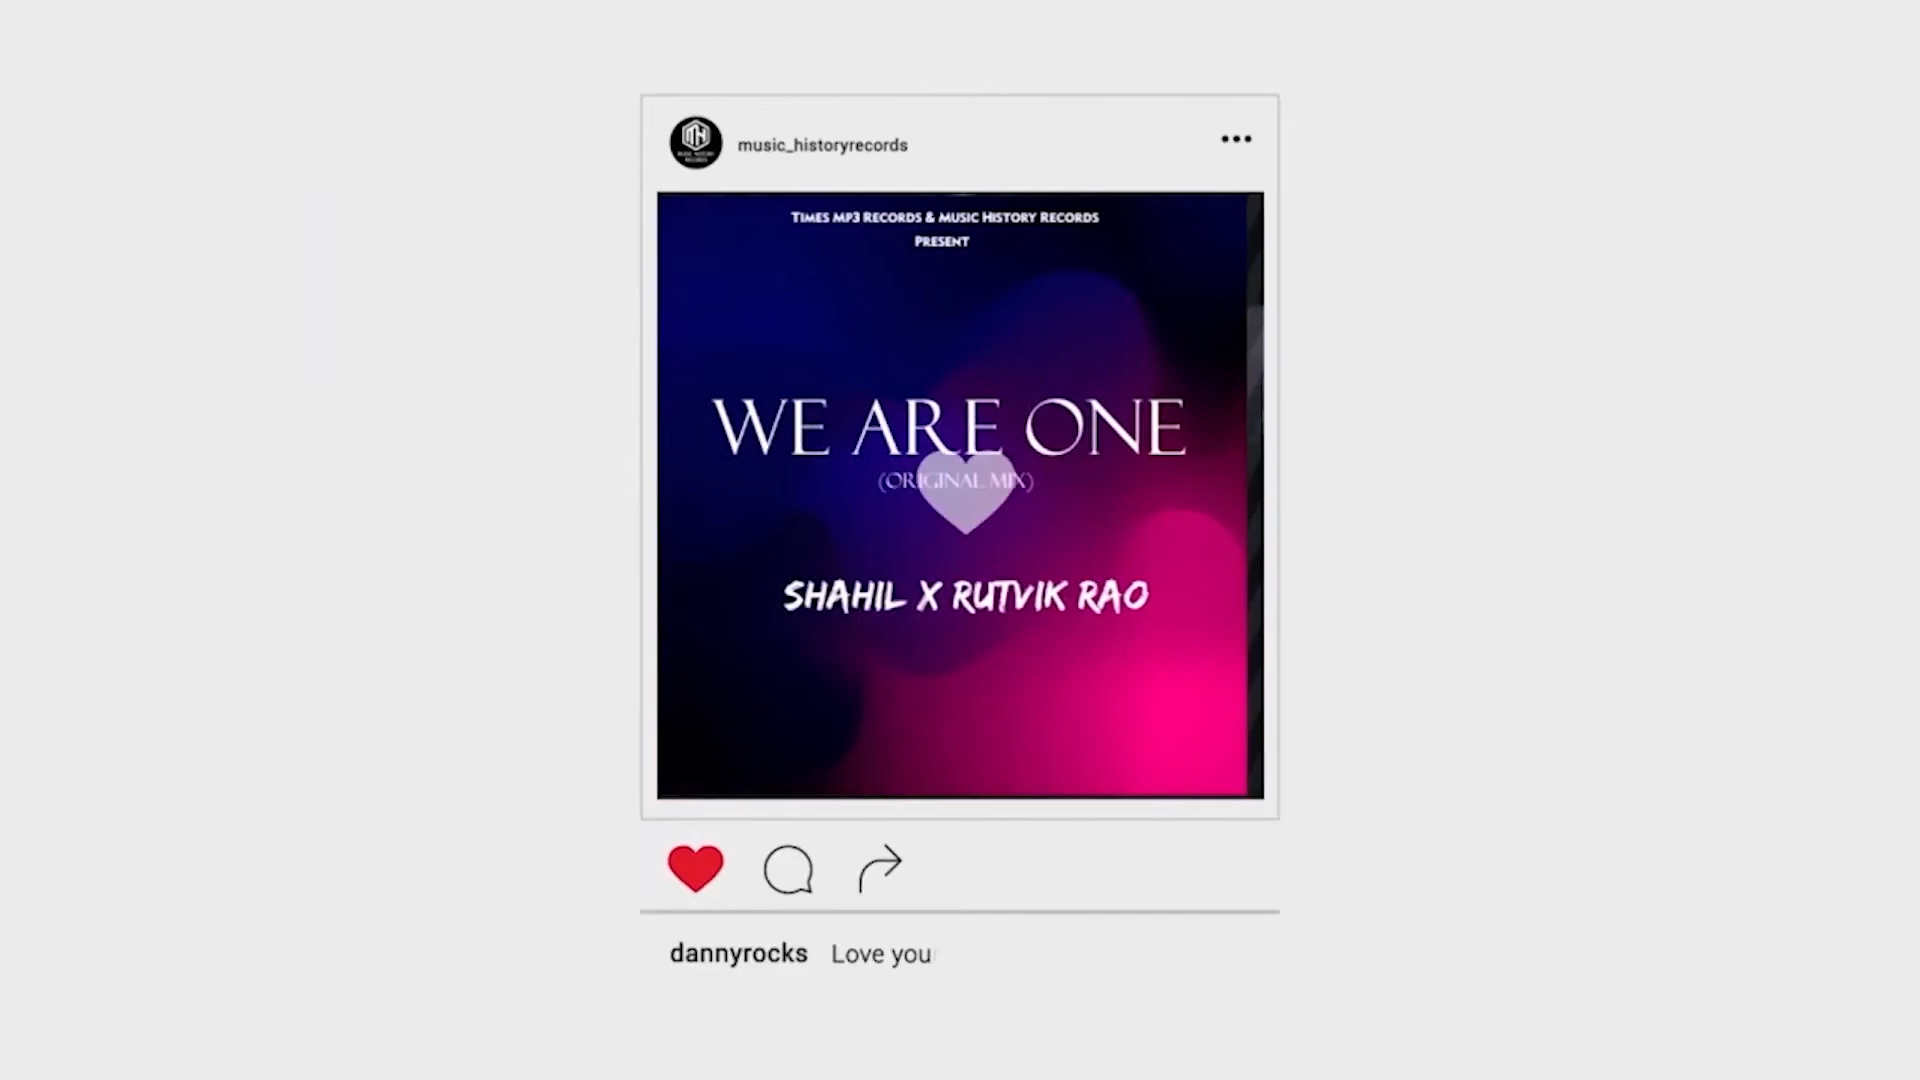 music_historyrecords
Times MP3 Records & Music History Records
Present
WE ARE ONE
(ORIGINAL MIX)
SHAHIL X RUTVIK RAO
dannyrocks Love you